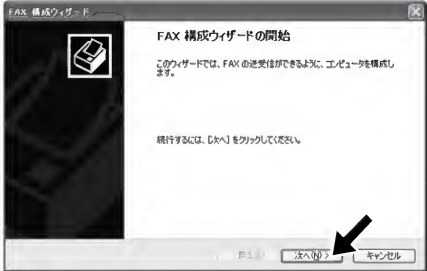 FAX 構成ウィザード
FAX 構成ウィザードの開始
このウィザードでは、FAX の送受信ができるように、コンピュータを構成し
ます。
続行するには、[次へ] をクリックしてください。
次へ(N) >
キャンセル